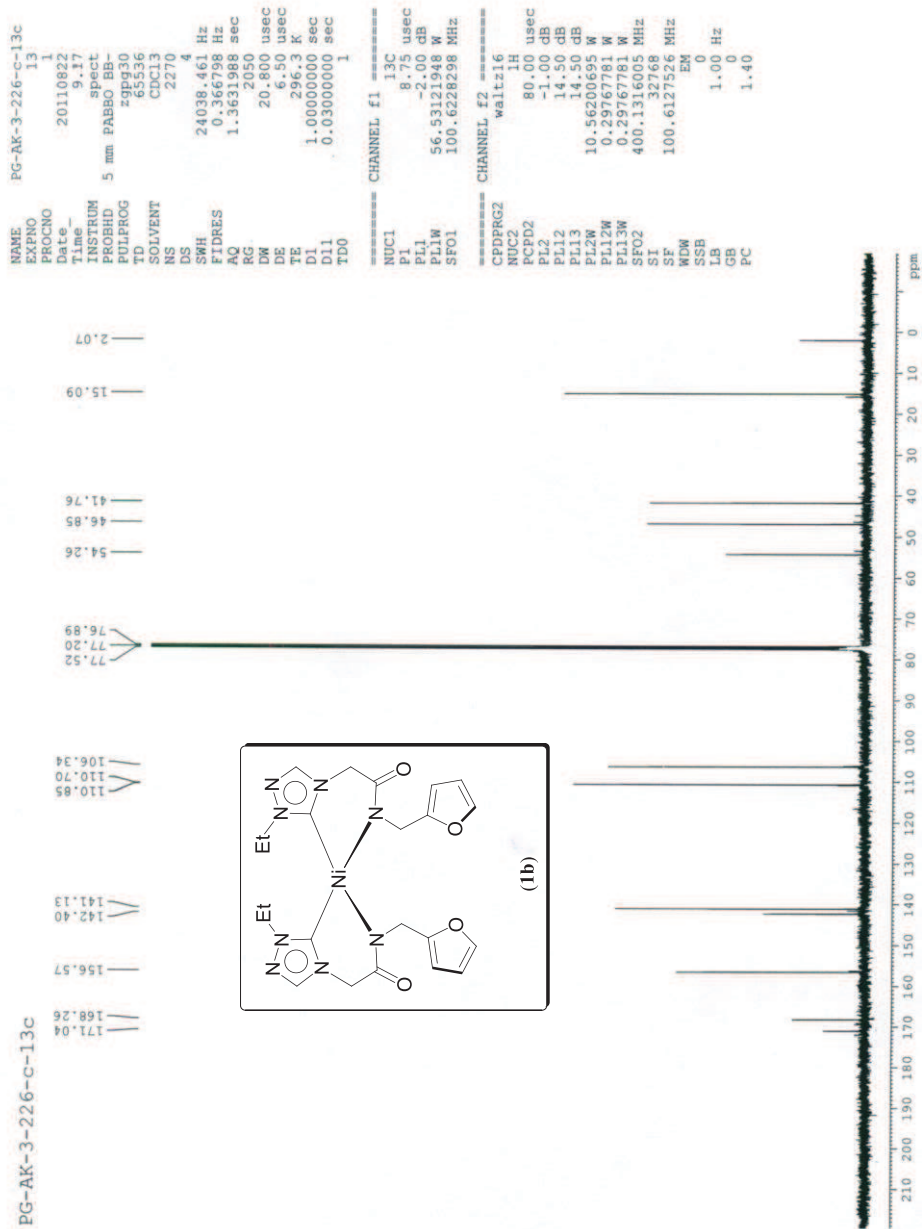 PG-AK-3-226-c-13c
171.04
168.26
156.57
142.40
141.13
110.85
110.70
106.34
77.52
77.20
76.89
54.26
46.85
41.76
15.09
2.07
NAME PG-AK-3-226-c-13c
EXPNO 13
PROCNO 1
Date_ 20110822
Time 9.17
INSTRUM spect
PROBHD 5 mm PABBO BB-
PULPROG zgpg30
TD 65536
SOLVENT CDCl3
NS 2270
DS 4
SWH 24038.461 Hz
FIDRES 0.366798 Hz
AQ 1.3631988 sec
RG 2050
DW 20.800 usec
DE 6.50 usec
TE 296.3 K
D1 1.00000000 sec
D11 0.03000000 sec
TD0 1
======== CHANNEL f1 ========
NUC1 13C
P1 8.75 usec
PL1 -2.00 dB
PL1W 56.53121948 W
SFO1 100.6228298 MHz
======== CHANNEL f2 ========
CPDPRG2 waltz16
NUC2 1H
PCPD2 80.00 usec
PL2 -1.00 dB
PL12 14.50 dB
PL13 14.50 dB
PL2W 10.56200695 W
PL12W 0.29767781 W
PL13W 0.29767781 W
SFO2 400.1316005 MHz
SI 32768
SF 100.6127526 MHz
WDW EM
SSB 0
LB 1.00 Hz
GB 0
PC 1.40
Et Et
N N N N
N N
Ni
N N
O O
O O
(1b)
210 200 190 180 170 160 150 140 130 120 110 100 90 80 70 60 50 40 30 20 10 0 ppm